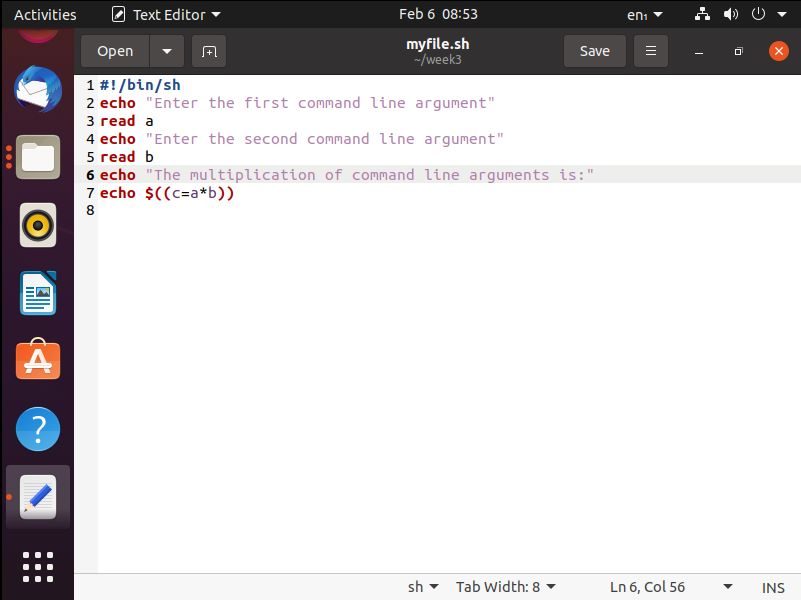 Activities Text Editor Feb 6 08:53 en₁
Open myfile.sh Save
~/week3
1 #!/bin/sh
2 echo "Enter the first command line argument"
3 read a
4 echo "Enter the second command line argument"
5 read b
6 echo "The multiplication of command line arguments is:"
7 echo $((c=a*b))
8
sh Tab Width: 8 Ln 6, Col 56 INS